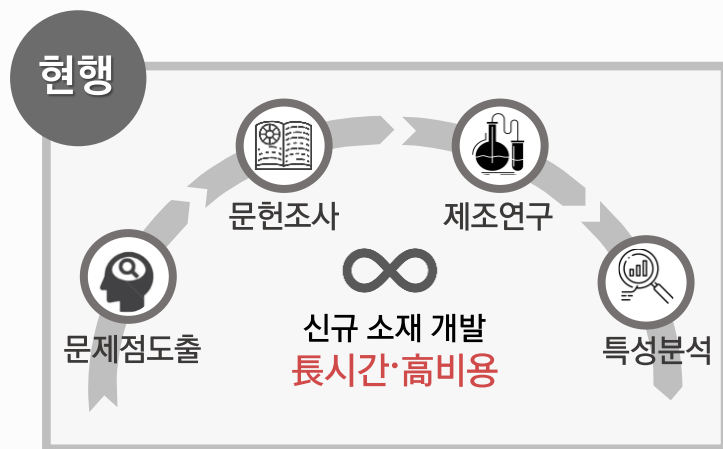 현행
문헌조사
제조연구
문제점도출
특성분석
신규 소재 개발
長시간·高비용